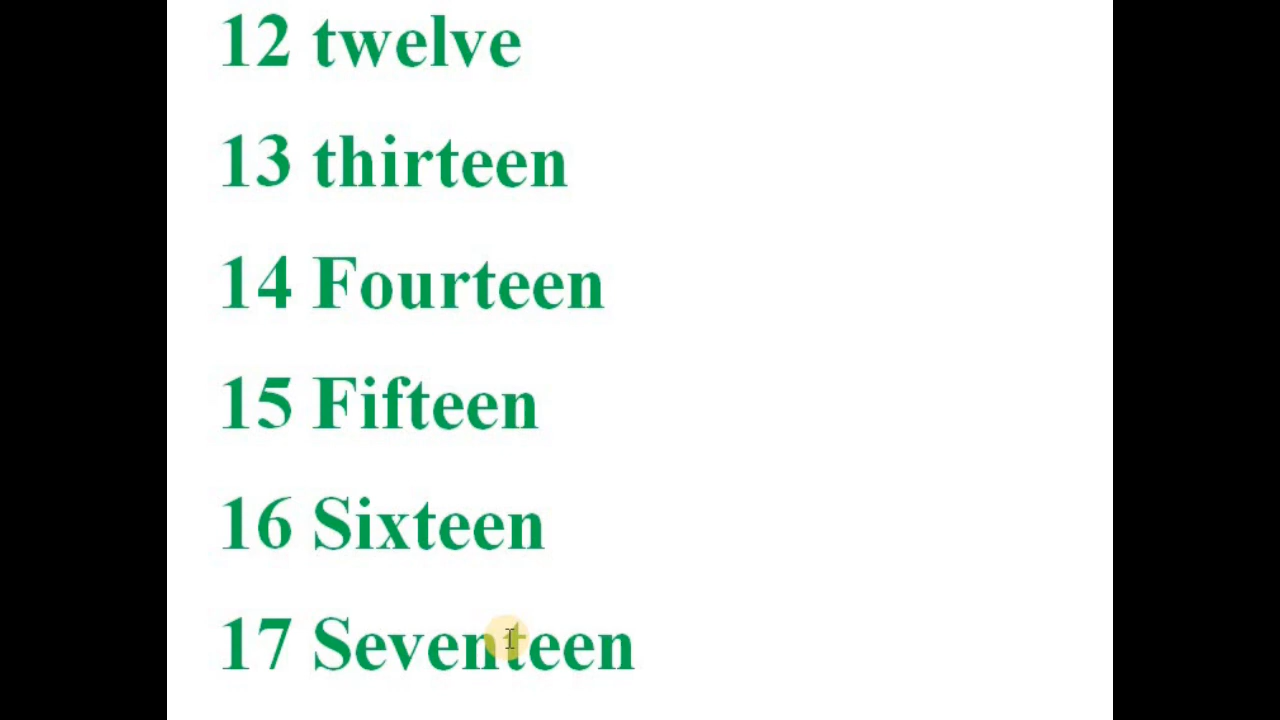 12 twelve
13 thirteen
14 Fourteen
15 Fifteen
16 Sixteen
17 Seventeen